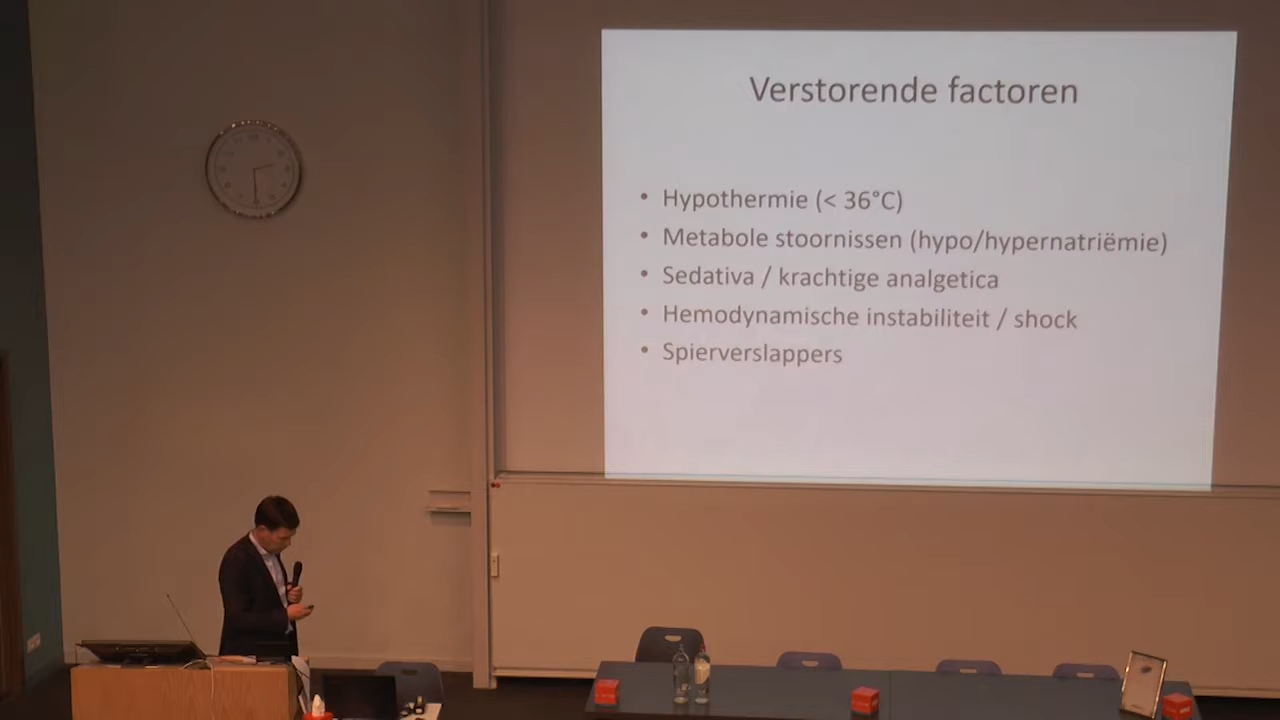 Verstorende factoren
• Hypothermie (< 36°C)
• Metabole stoornissen (hypo/hypernatriëmie)
• Sedativa / krachtige analgetica
• Hemodynamische instabiliteit / shock
• Spierverslappers